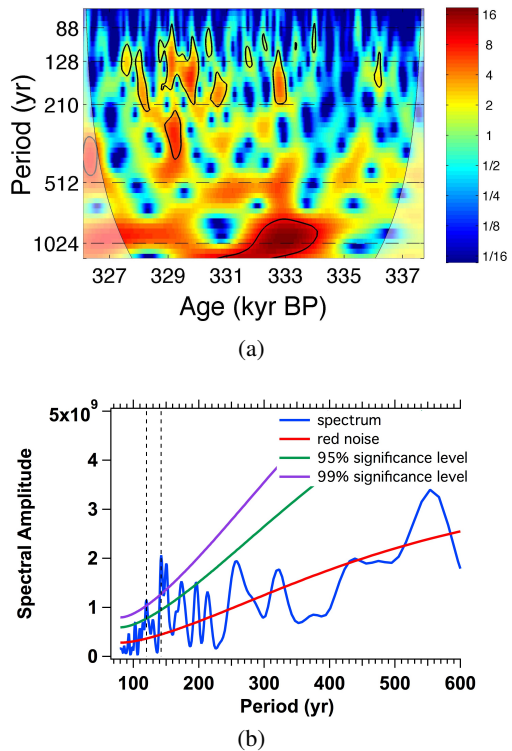 88
128
210
512
1024
Period (yr)
327 329 331 333 335 337
Age (kyr BP)
16
8
4
2
1
1/2
1/4
1/8
1/16
(a)
5x10^9
4
3
2
1
0
Spectral Amplitude
spectrum
red noise
95% significance level
99% significance level
100 200 300 400 500 600
Period (yr)
(b)